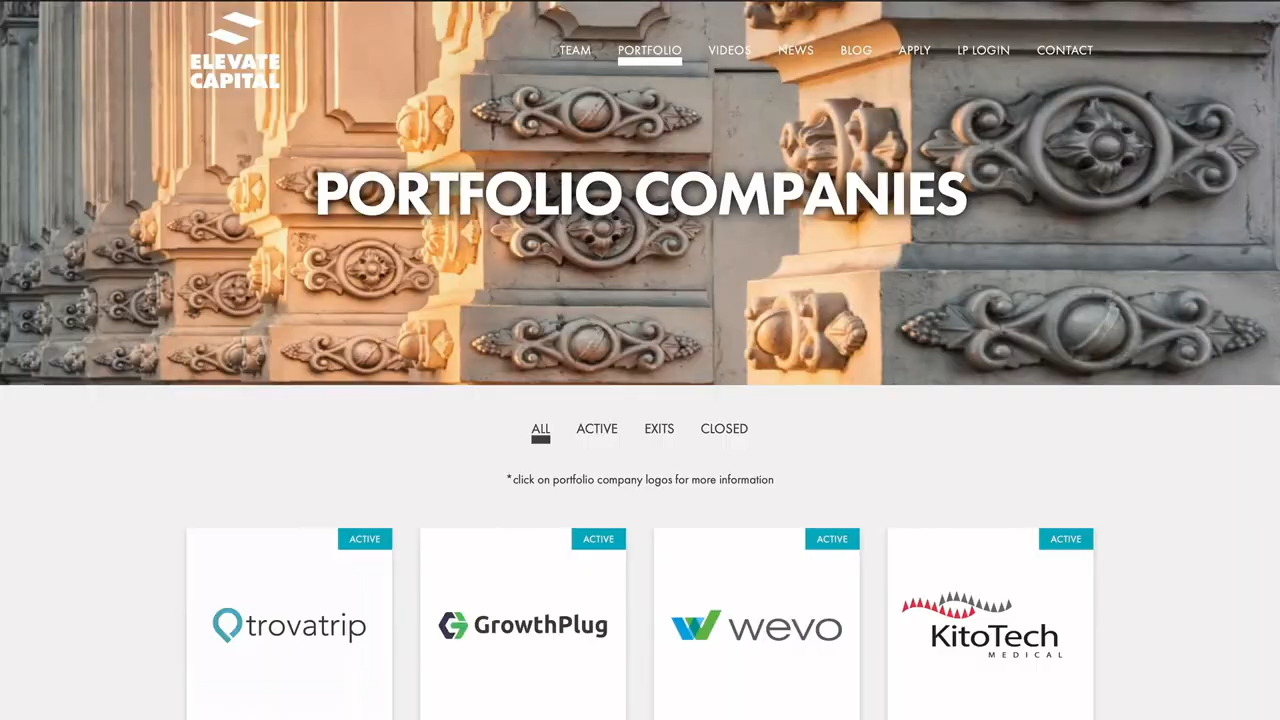 ELEVATE
CAPITAL
TEAM PORTFOLIO VIDEOS NEWS BLOG APPLY LP LOGIN CONTACT
PORTFOLIO COMPANIES
ALL ACTIVE EXITS CLOSED
*click on portfolio company logos for more information
ACTIVE ACTIVE ACTIVE ACTIVE
trovatrip GrowthPlug wevo KitoTech
MEDICAL